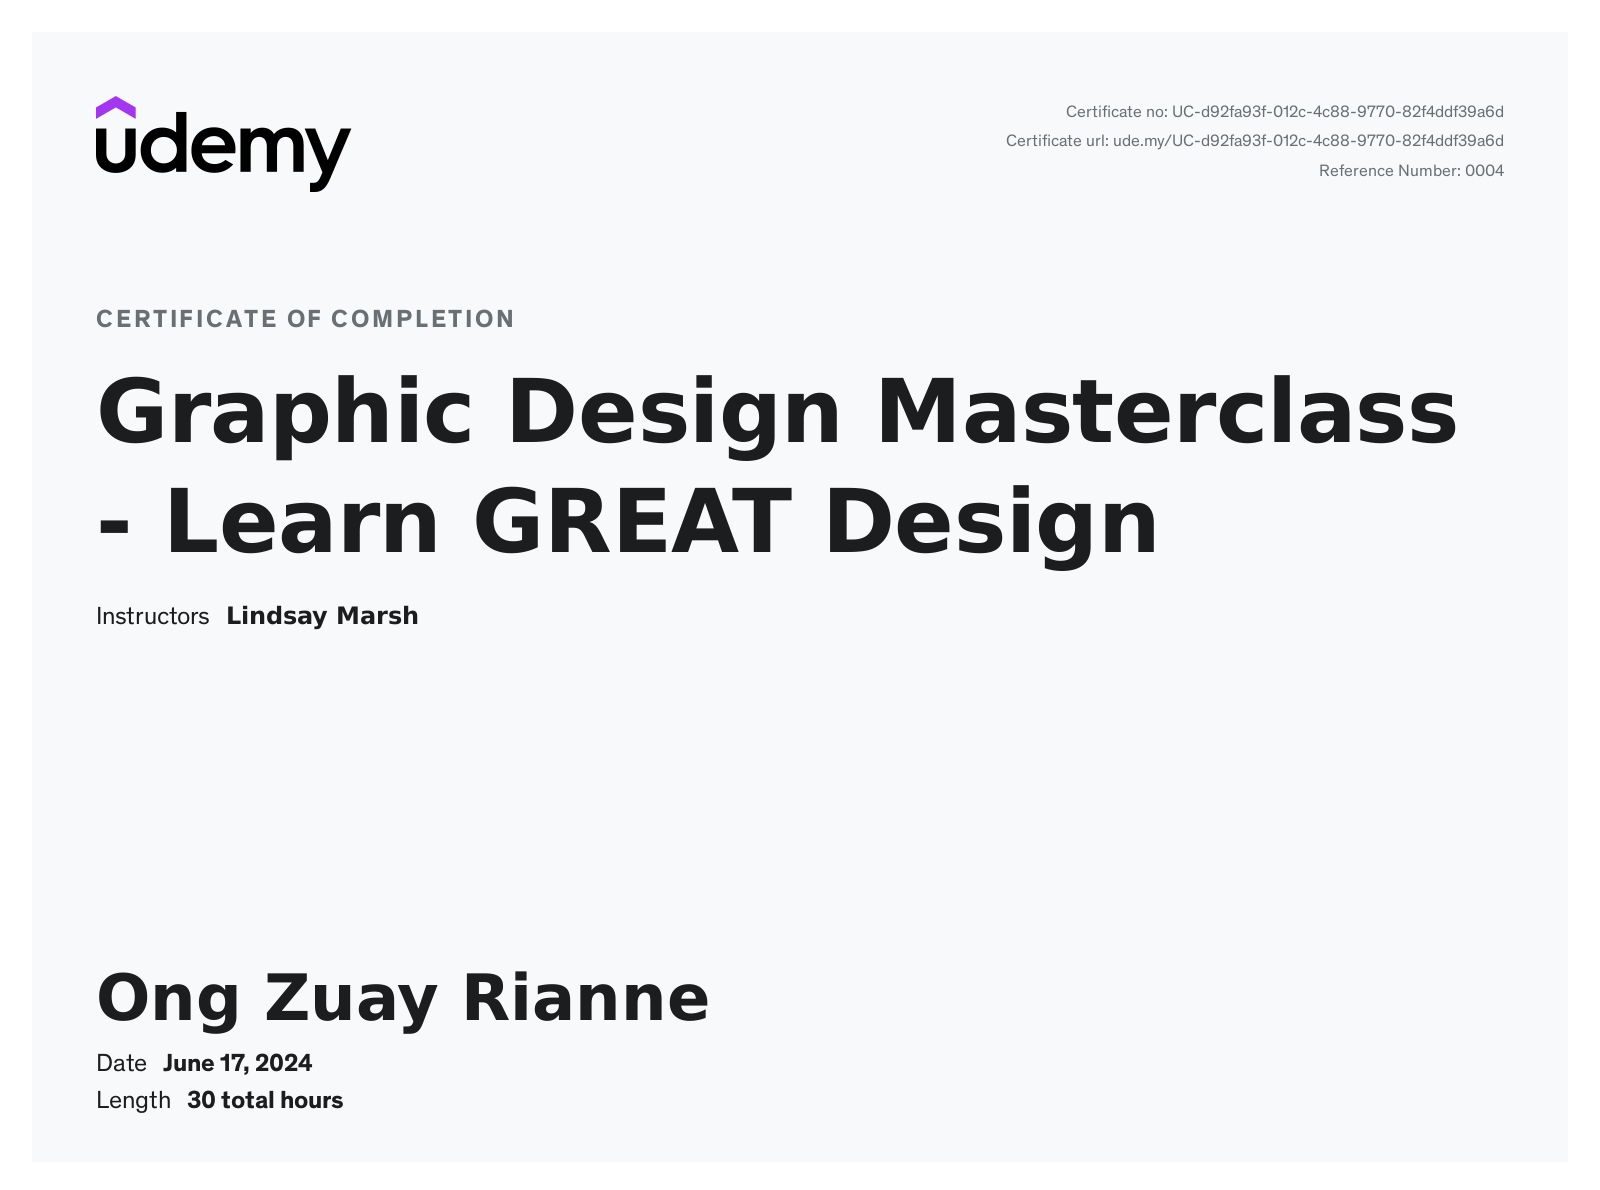 udemy
Certificate no: UC-d92fa93f-012c-4c88-9770-82f4ddf39a6d
Certificate url: ude.my/UC-d92fa93f-012c-4c88-9770-82f4ddf39a6d
Reference Number: 0004
CERTIFICATE OF COMPLETION
Graphic Design Masterclass
- Learn GREAT Design
Instructors Lindsay Marsh
Ong Zuay Rianne
Date June 17, 2024
Length 30 total hours